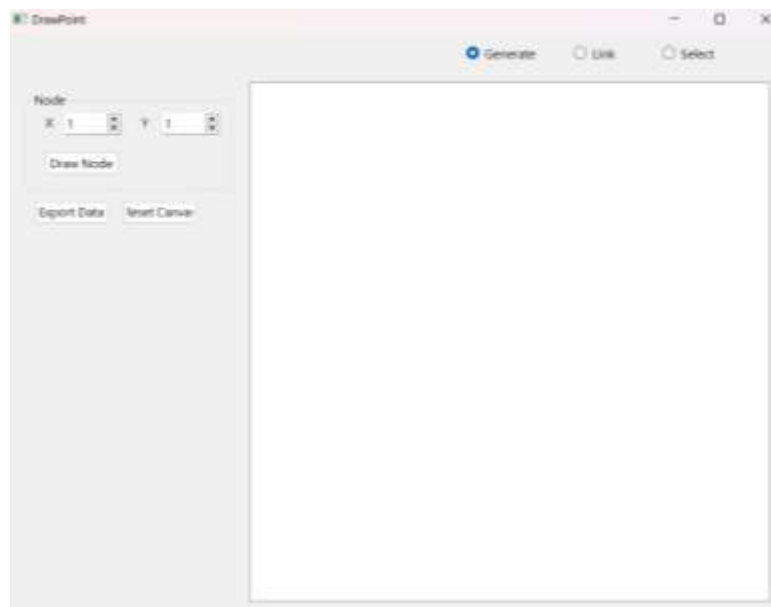 DrawPoint
Generate Link Select
Node
X 1 Y 1
Draw Node
Export Data Reset Canvas